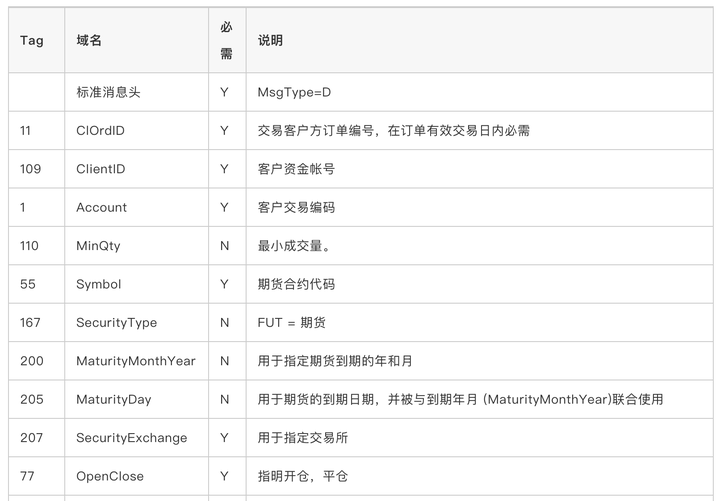 Tag 域名 必需 说明
标准消息头 Y MsgType=D
11 ClOrdID Y 交易客户方订单编号，在订单有效交易日内必需
109 ClientID Y 客户资金帐号
1 Account Y 客户交易编码
110 MinQty N 最小成交量。
55 Symbol Y 期货合约代码
167 SecurityType N FUT = 期货
200 MaturityMonthYear N 用于指定期货到期的年和月
205 MaturityDay N 用于期货的到期日期，并被与到期年月 (MaturityMonthYear)联合使用
207 SecurityExchange Y 用于指定交易所
77 OpenClose Y 指明开仓，平仓